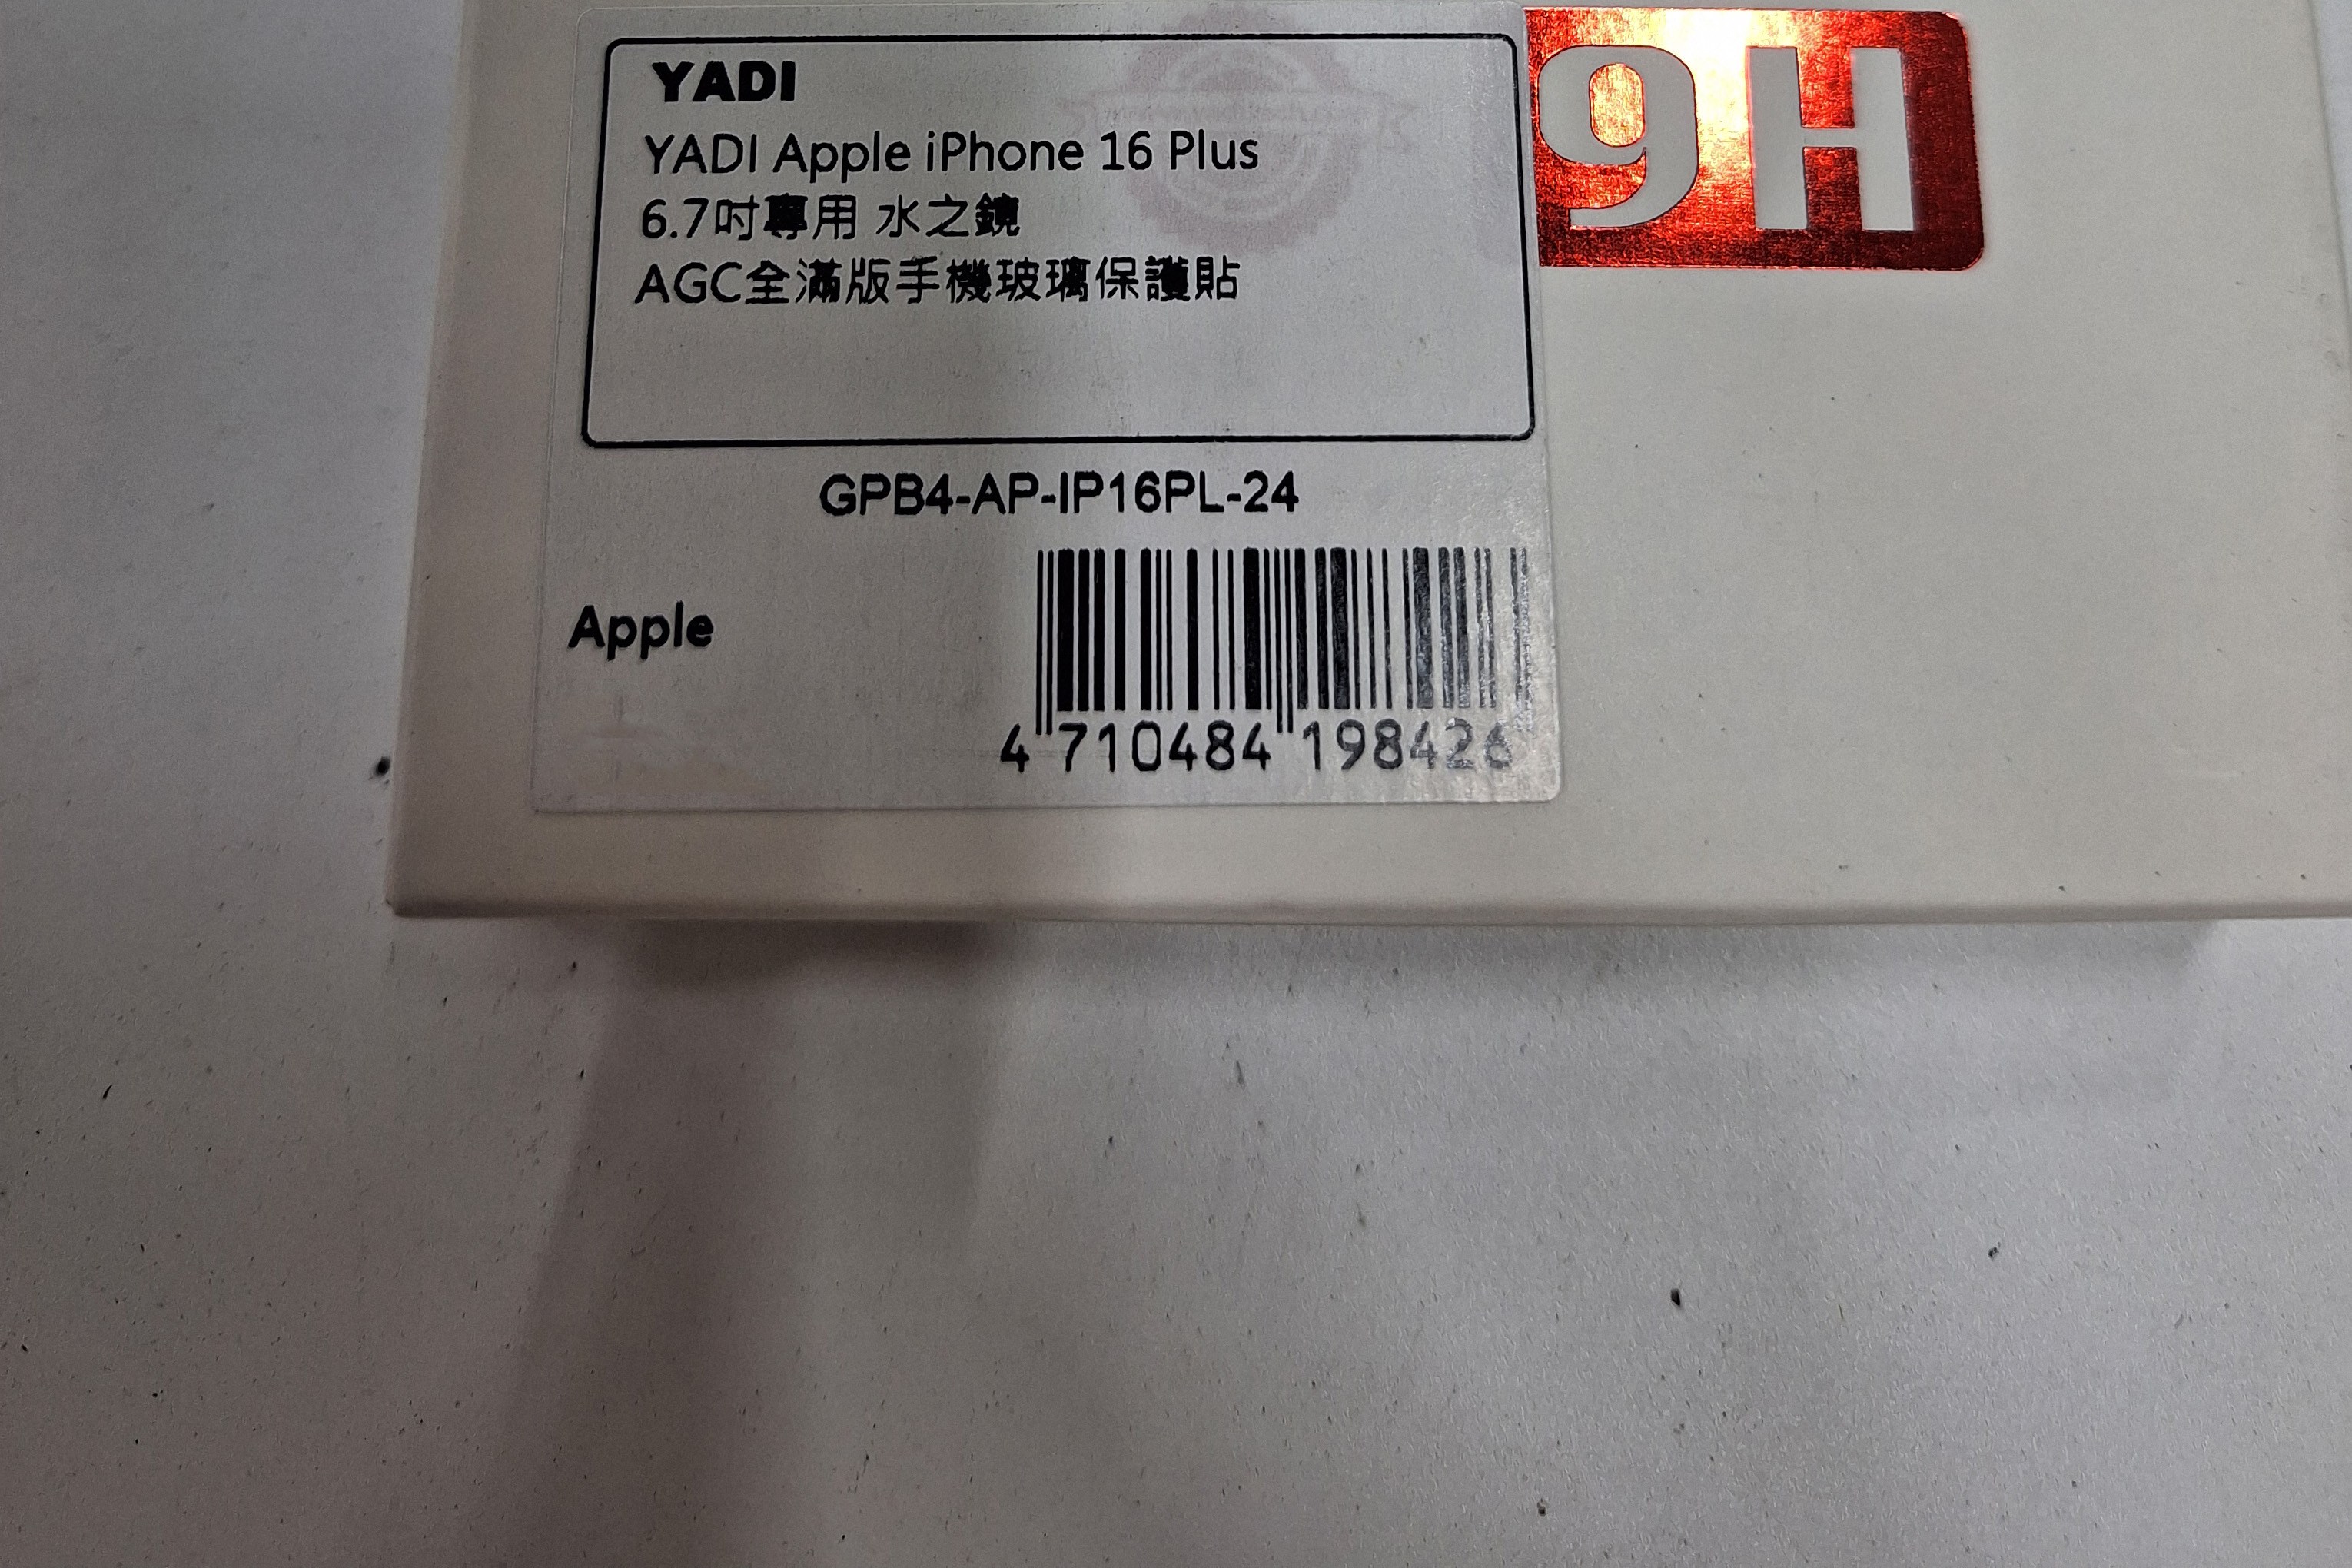 YADI
YADI Apple iPhone 16 Plus
6.7吋專用 水之鏡
AGC全滿版手機玻璃保護貼
9H
GPB4-AP-IP16PL-24
Apple
4 710484 198426